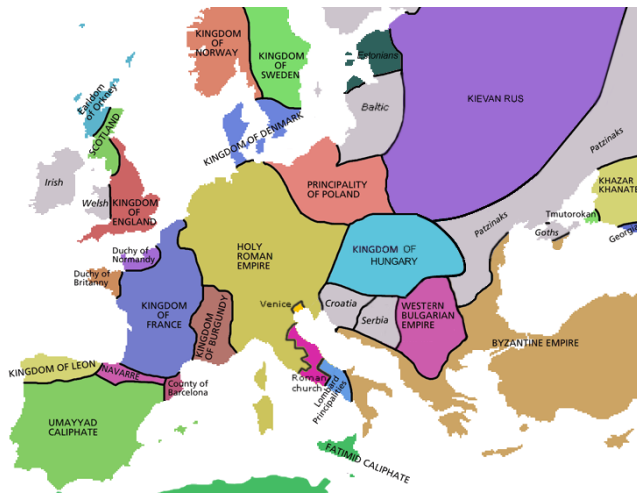 KINGDOM
OF
NORWAY
KINGDOM
OF
SWEDEN
Estonians
Earldom
of Orkney
SCOTLAND
KINGDOM OF DENMARK
Baltic
KIEVAN RUS
Patzinaks
Irish
Welsh
KINGDOM
OF
ENGLAND
PRINCIPALITY
OF POLAND
KHAZAR
KHANATE
Tmutorokan
Patzinaks
Goths
Georgia
Duchy of
Normandy
Duchy of
Britanny
HOLY
ROMAN
EMPIRE
KINGDOM OF
HUNGARY
KINGDOM
OF
FRANCE
KINGDOM
OF BURGUNDY
Venice
Croatia
Serbia
WESTERN
BULGARIAN
EMPIRE
BYZANTINE EMPIRE
KINGDOM OF LEON
NAVARRE
County of
Barcelona
Roman
church
Lombard
Principalities
UMAYYAD
CALIPHATE
FATIMID CALIPHATE